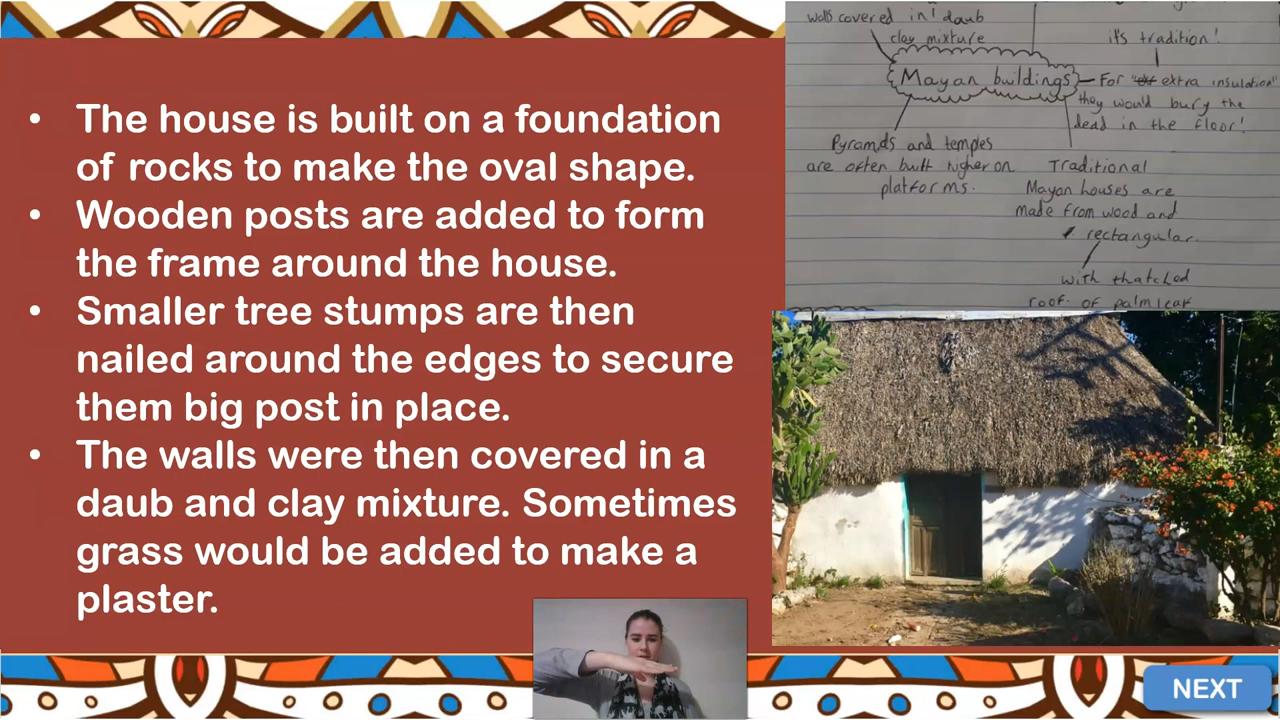 • The house is built on a foundation
of rocks to make the oval shape.
• Wooden posts are added to form
the frame around the house.
• Smaller tree stumps are then
nailed around the edges to secure
them big post in place.
• The walls were then covered in a
daub and clay mixture. Sometimes
grass would be added to make a
plaster.
walls covered in daub
clay mixture
it's tradition!
Mayan buildings
For extra insulation
they would bury the
dead in the floor!
Pyramids and temples
are often built higher on
platforms.
Traditional
Mayan houses are
made from wood and
rectangular.
with thatched
roof of palm leaf
NEXT